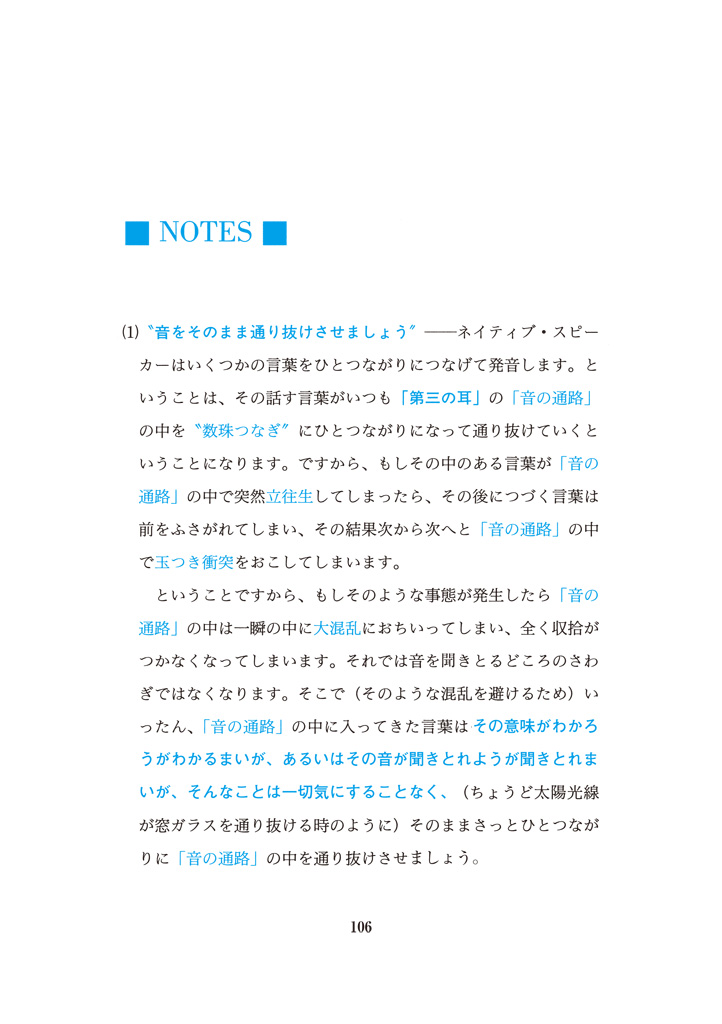 ■ NOTES ■
(1)〝音をそのまま通り抜けさせましょう〞——ネイティブ・スピー
カーはいくつかの言葉をひとつながりにつなげて発音します。と
いうことは、その話す言葉がいつも「第三の耳」の「音の通路」
の中を〝数珠つなぎ〞にひとつながりになって通り抜けていくと
いうことになります。ですから、もしその中のある言葉が「音の
通路」の中で突然立往生してしまったら、その後につづく言葉は
前をふさがれてしまい、その結果次から次へと「音の通路」の中
で玉つき衝突をおこしてしまいます。
ということですから、もしそのような事態が発生したら「音の
通路」の中は一瞬の中に大混乱におちいってしまい、全く収拾が
つかなくなってしまいます。それでは音を聞きとるどころのさわ
ぎではなくなります。そこで（そのような混乱を避けるため）い
ったん、「音の通路」の中に入ってきた言葉はその意味がわかろ
うがわかるまいが、あるいはその音が聞きとれようが聞きとれま
いが、そんなことは一切気にすることなく、（ちょうど太陽光線
が窓ガラスを通り抜ける時のように）そのままさっとひとつなが
りに「音の通路」の中を通り抜けさせましょう。
106